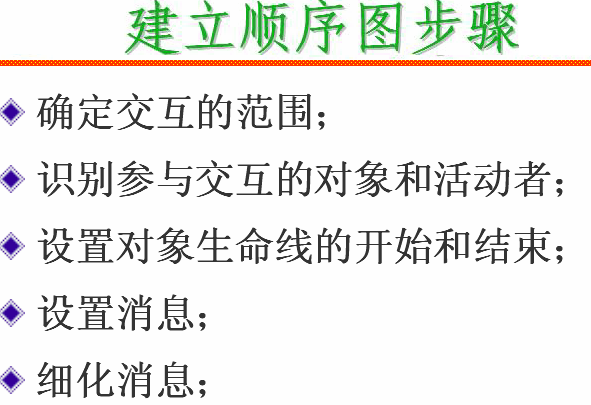 建立顺序图步骤
确定交互的范围;
识别参与交互的对象和活动者;
设置对象生命线的开始和结束;
设置消息;
细化消息;